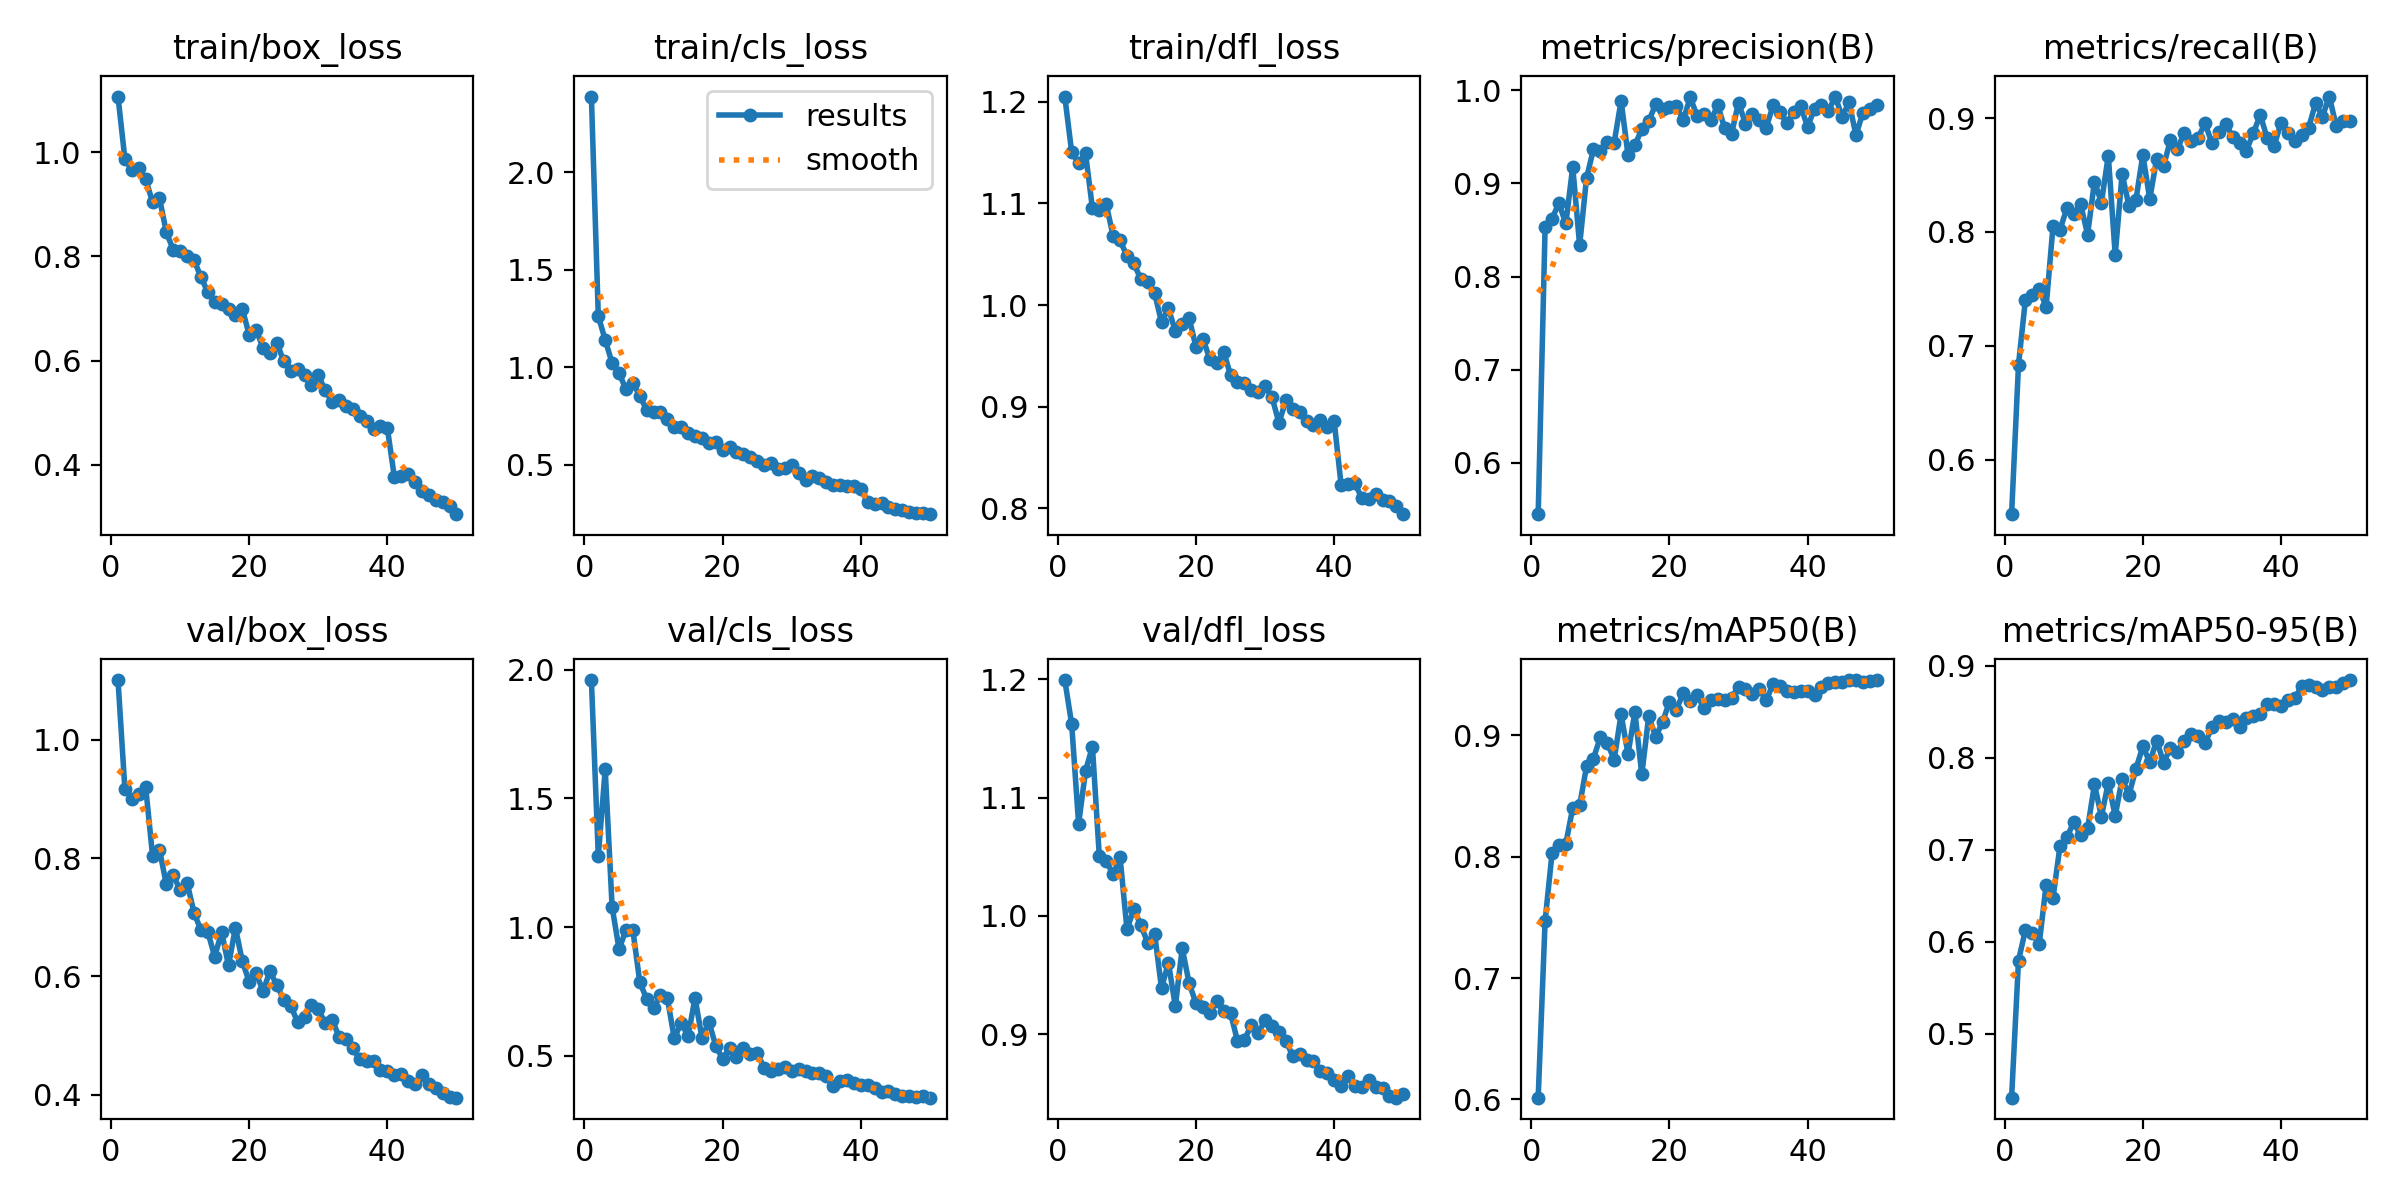 train/box_loss
1.0
0.8
0.6
0.4
0 20 40
train/cls_loss
results
smooth
2.0
1.5
1.0
0.5
0 20 40
train/dfl_loss
1.2
1.1
1.0
0.9
0.8
0 20 40
metrics/precision(B)
1.0
0.9
0.8
0.7
0.6
0 20 40
metrics/recall(B)
0.9
0.8
0.7
0.6
0 20 40
val/box_loss
1.0
0.8
0.6
0.4
0 20 40
val/cls_loss
2.0
1.5
1.0
0.5
0 20 40
val/dfl_loss
1.2
1.1
1.0
0.9
0 20 40
metrics/mAP50(B)
0.9
0.8
0.7
0.6
0 20 40
metrics/mAP50-95(B)
0.9
0.8
0.7
0.6
0.5
0 20 40